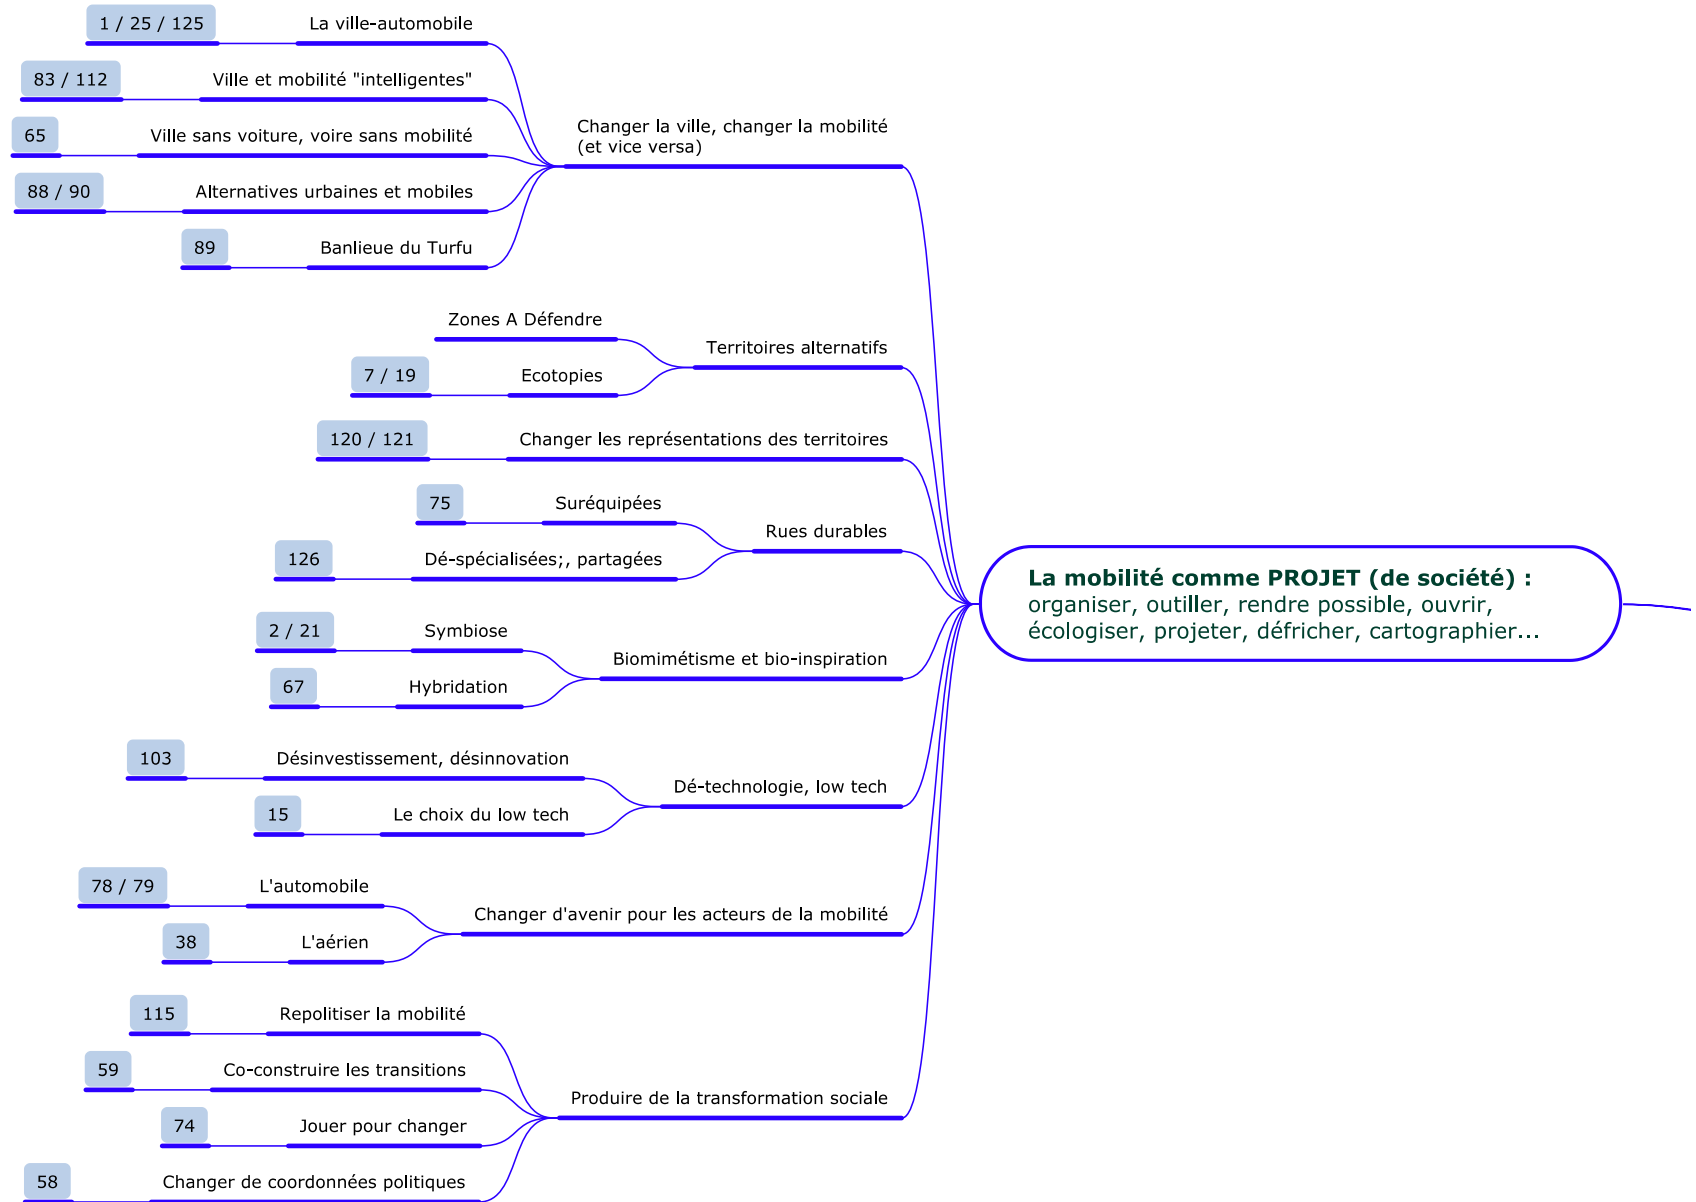 1 / 25 / 125
La ville-automobile
83 / 112
Ville et mobilité "intelligentes"
65
Ville sans voiture, voire sans mobilité
88 / 90
Alternatives urbaines et mobiles
89
Banlieue du Turfu
Changer la ville, changer la mobilité
(et vice versa)
Zones A Défendre
7 / 19
Ecotopies
Territoires alternatifs
120 / 121
Changer les représentations des territoires
75
Suréquipées
126
Dé-spécialisées;, partagées
Rues durables
2 / 21
Symbiose
67
Hybridation
Biomimétisme et bio-inspiration
103
Désinvestissement, désinnovation
15
Le choix du low tech
Dé-technologie, low tech
78 / 79
L'automobile
38
L'aérien
Changer d'avenir pour les acteurs de la mobilité
115
Repolitiser la mobilité
59
Co-construire les transitions
74
Jouer pour changer
58
Changer de coordonnées politiques
Produire de la transformation sociale
La mobilité comme PROJET (de société) :
organiser, outiller, rendre possible, ouvrir,
écologiser, projeter, défricher, cartographier...